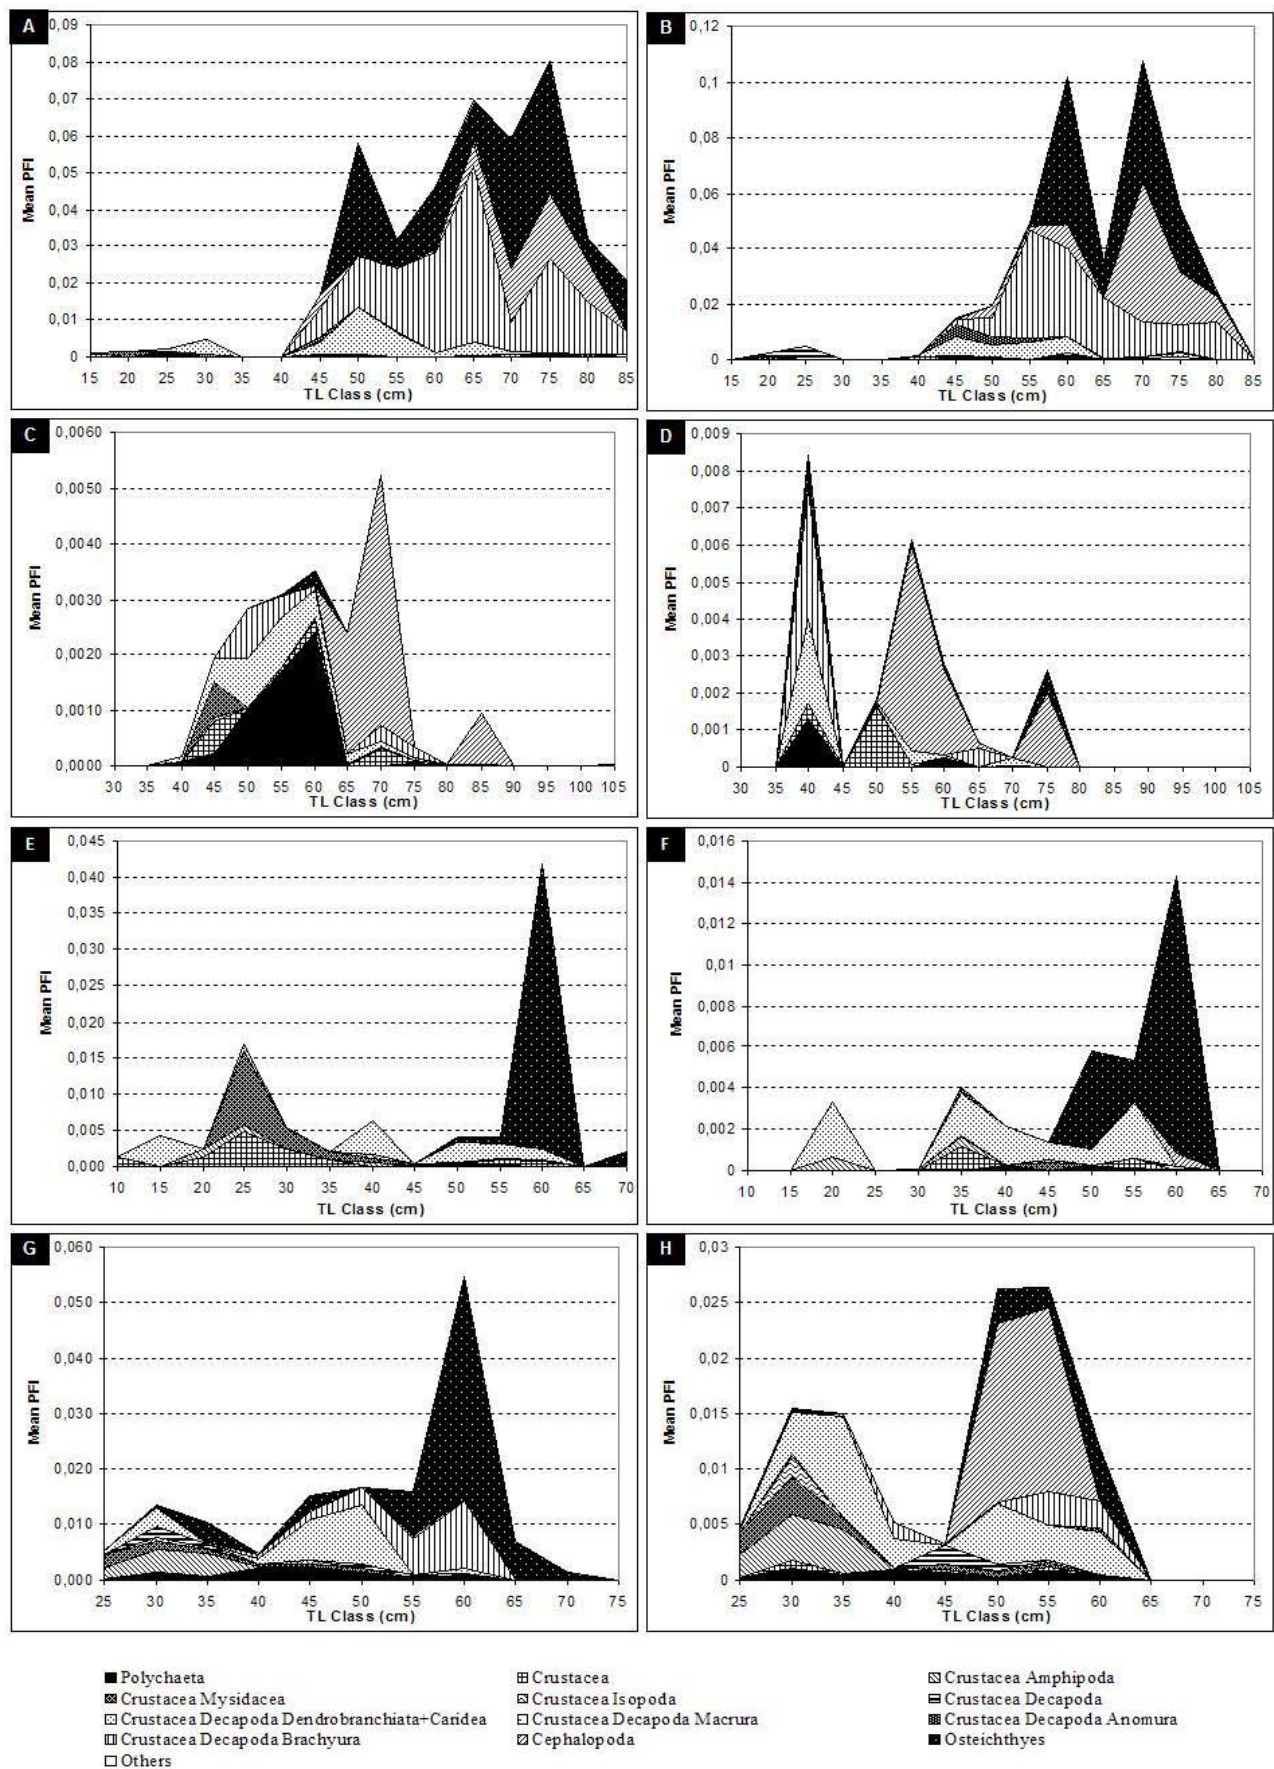 A
Mean PFI
0,09
0,08
0,07
0,06
0,05
0,04
0,03
0,02
0,01
0
15 20 25 30 35 40 45 50 55 60 65 70 75 80 85
TL Class (cm)
B
Mean PFI
0,12
0,1
0,08
0,06
0,04
0,02
0
15 20 25 30 35 40 45 50 55 60 65 70 75 80 85
TL Class (cm)
C
Mean PFI
0,0060
0,0050
0,0040
0,0030
0,0020
0,0010
0,0000
30 35 40 45 50 55 60 65 70 75 80 85 90 95 100 105
TL Class (cm)
D
Mean PFI
0,009
0,008
0,007
0,006
0,005
0,004
0,003
0,002
0,001
0
30 35 40 45 50 55 60 65 70 75 80 85 90 95 100 105
TL Class (cm)
E
Mean PFI
0,045
0,040
0,035
0,030
0,025
0,020
0,015
0,010
0,005
0,000
10 15 20 25 30 35 40 45 50 55 60 65 70
TL Class (cm)
F
Mean PFI
0,016
0,014
0,012
0,01
0,008
0,006
0,004
0,002
0
10 15 20 25 30 35 40 45 50 55 60 65 70
TL Class (cm)
G
Mean PFI
0,060
0,050
0,040
0,030
0,020
0,010
0,000
25 30 35 40 45 50 55 60 65 70 75
TL Class (cm)
H
Mean PFI
0,03
0,025
0,02
0,015
0,01
0,005
0
25 30 35 40 45 50 55 60 65 70 75
TL Class (cm)
Polychaeta Crustacea Crustacea Amphipoda
Crustacea Mysidacea Crustacea Isopoda Crustacea Decapoda
Crustacea Decapoda Dendrobranchiata+Caridea Crustacea Decapoda Macrura Crustacea Decapoda Anomura
Crustacea Decapoda Brachyura Cephalopoda Osteichthyes
Others